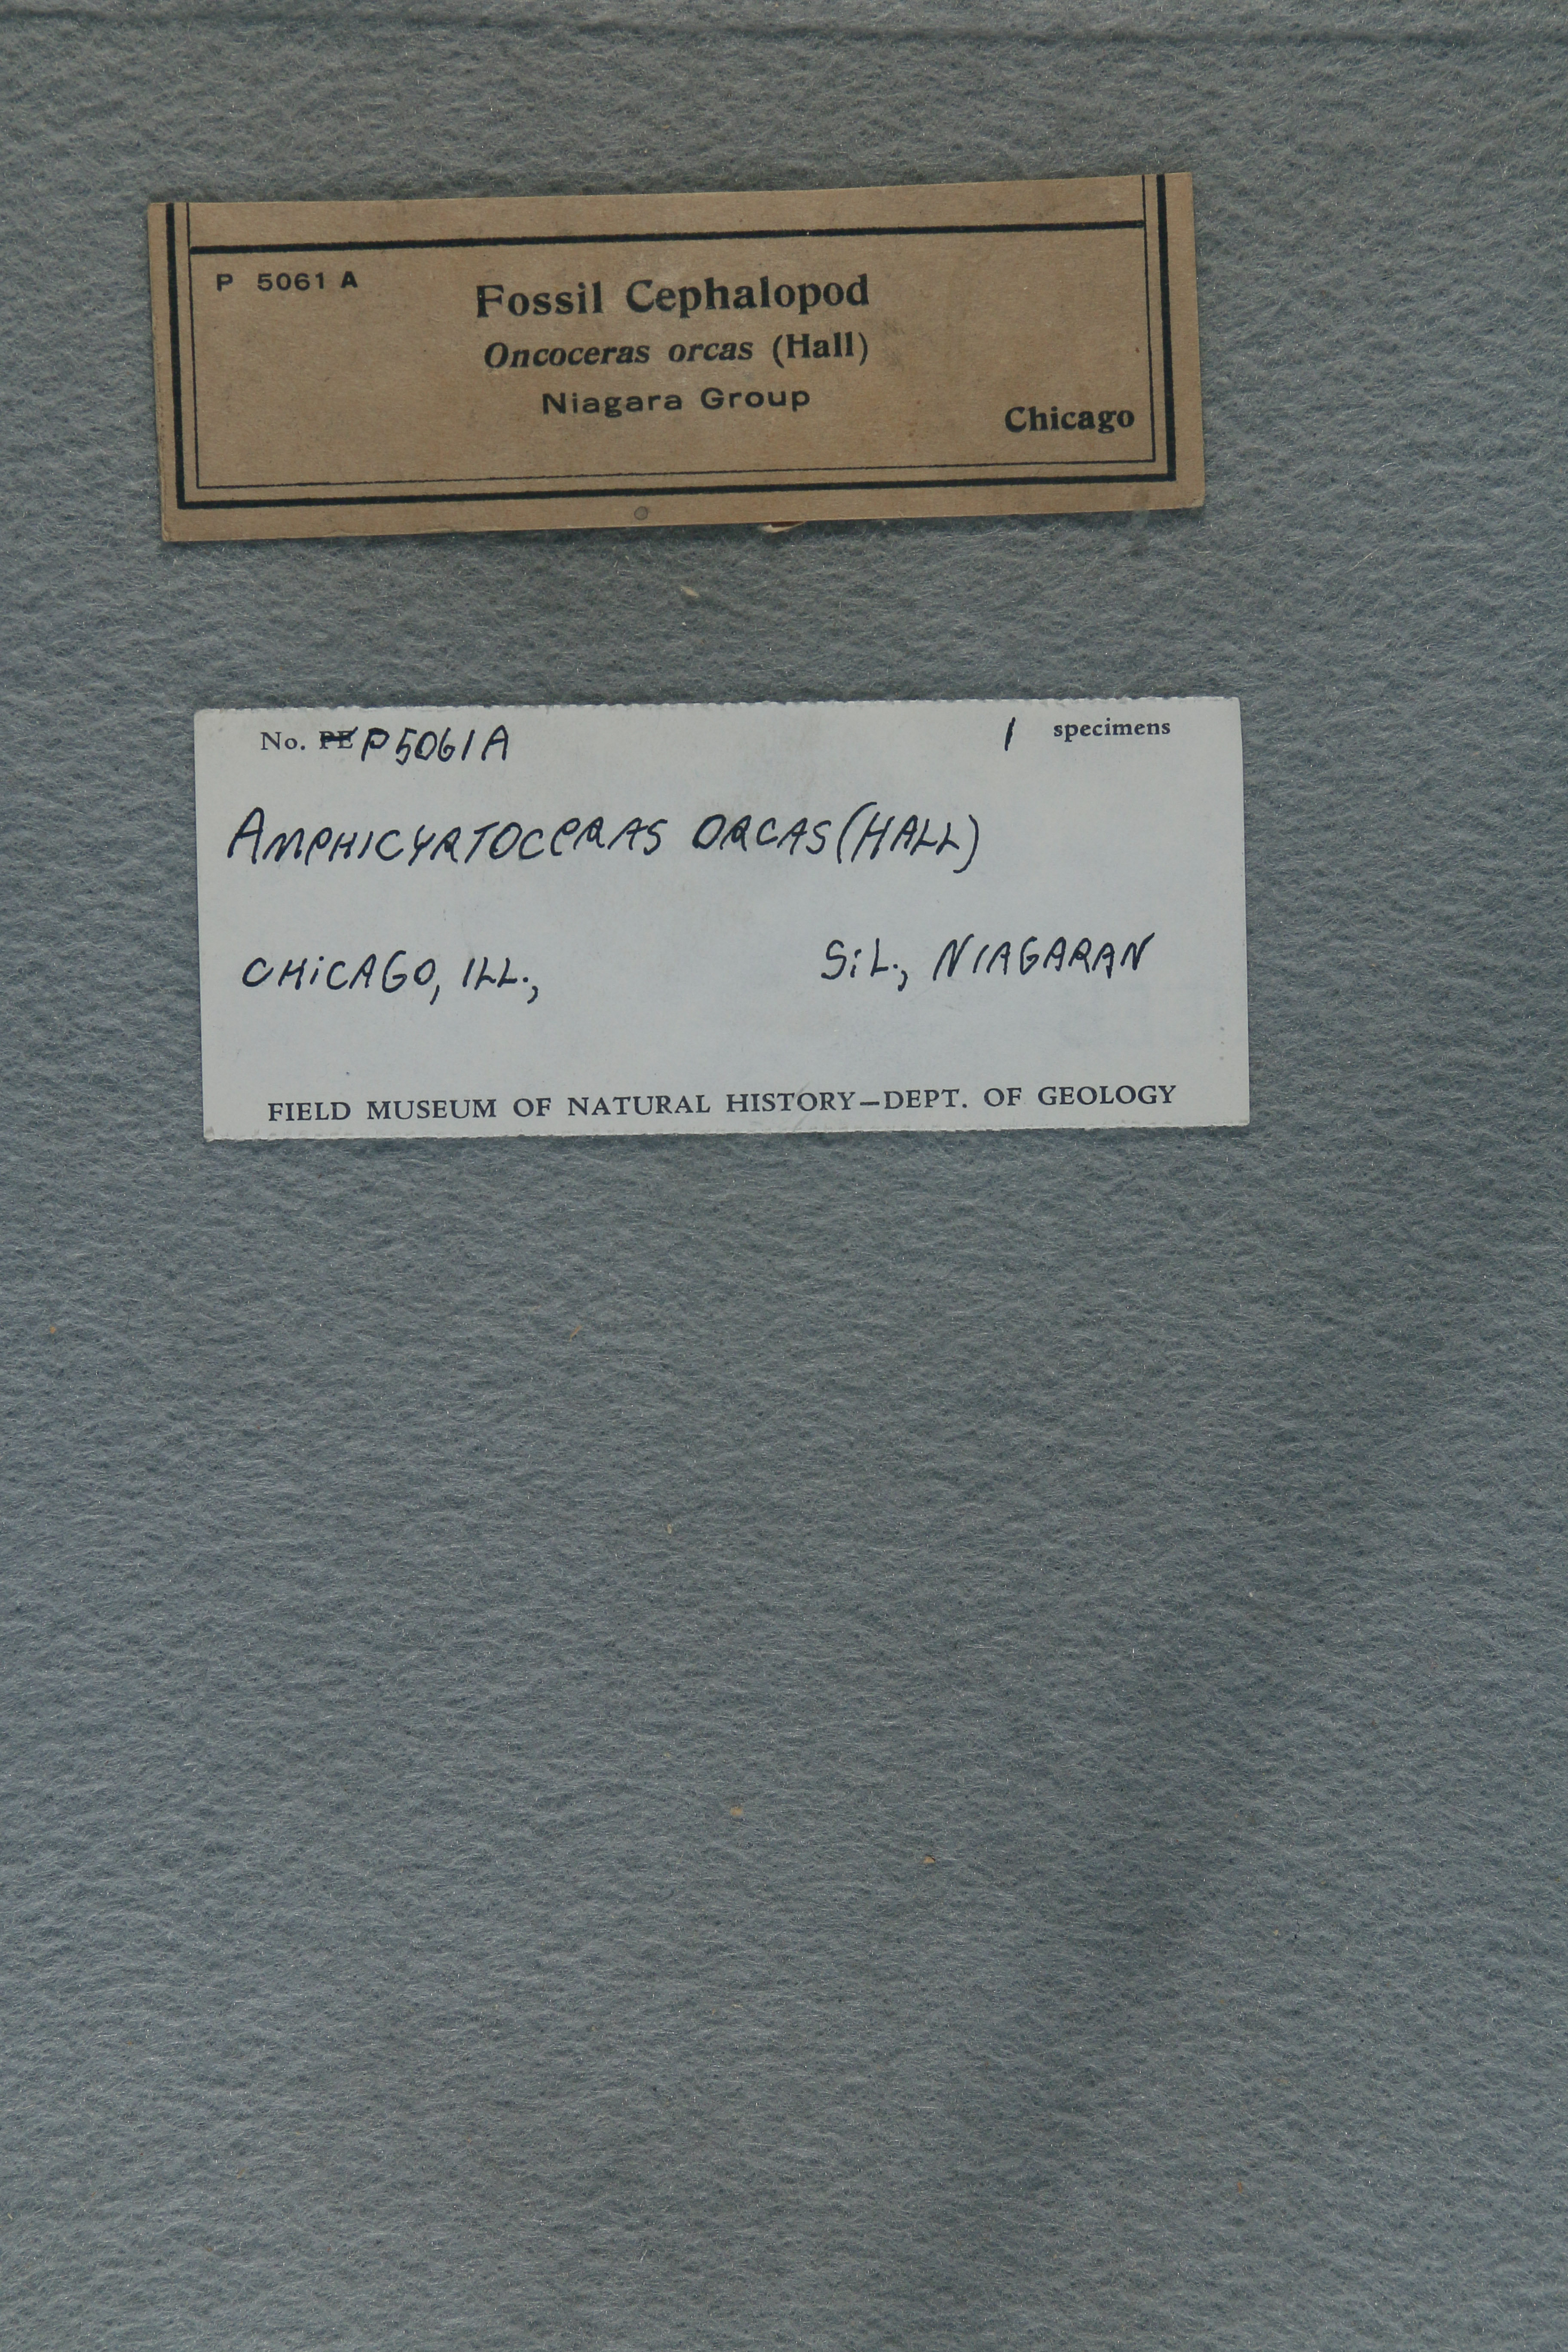 P 5061 A
Fossil Cephalopod
Oncoceras orcas (Hall)
Niagara Group
Chicago
No. PE P5061A 1 specimens
AMPHICYRTOCERAS ORCAS (HALL)
CHICAGO, ILL., SIL., NIAGARAN
FIELD MUSEUM OF NATURAL HISTORY—DEPT. OF GEOLOGY